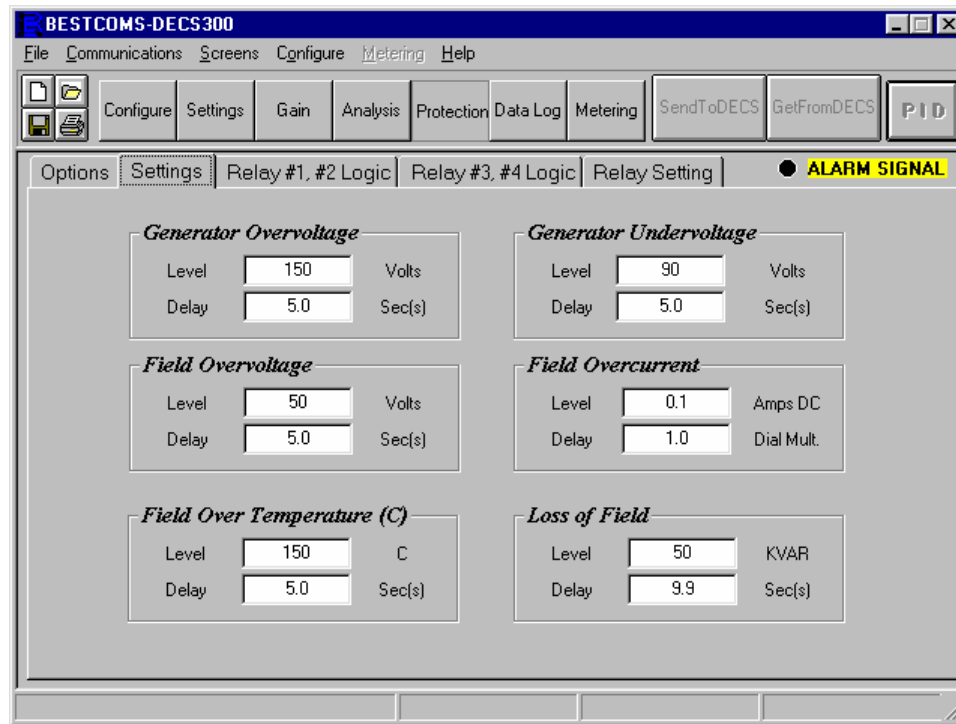 BESTCOMS-DECS300
File Communications Screens Configure Metering Help
Configure Settings Gain Analysis Protection Data Log Metering SendToDECS GetFromDECS PID
Options Settings Relay #1, #2 Logic Relay #3, #4 Logic Relay Setting ALARM SIGNAL
Generator Overvoltage
Level 150 Volts
Delay 5.0 Sec(s)
Generator Undervoltage
Level 90 Volts
Delay 5.0 Sec(s)
Field Overvoltage
Level 50 Volts
Delay 5.0 Sec(s)
Field Overcurrent
Level 0.1 Amps DC
Delay 1.0 Dial Mult.
Field Over Temperature (C)
Level 150 C
Delay 5.0 Sec(s)
Loss of Field
Level 50 KVAR
Delay 9.9 Sec(s)